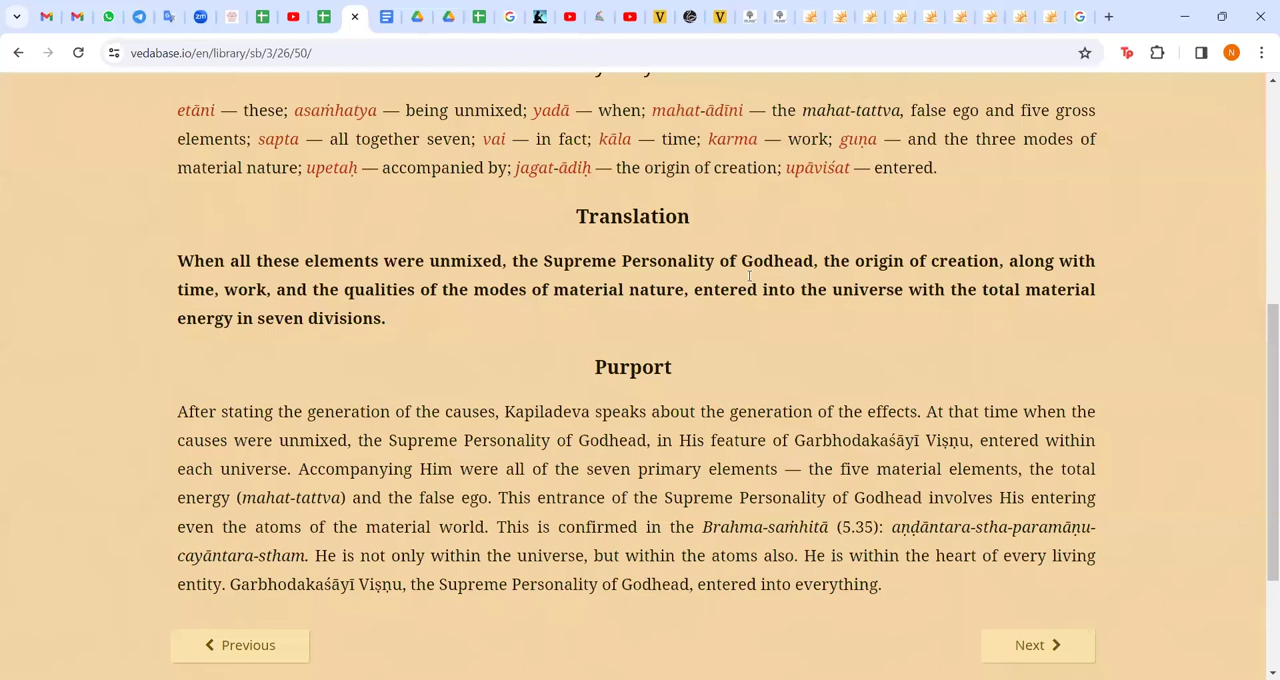 vedabase.io/en/library/sb/3/26/50/
etāni — these; asaṁhatya — being unmixed; yadā — when; mahat-ādīni — the mahat-tattva, false ego and five gross
elements; sapta — all together seven; vai — in fact; kāla — time; karma — work; guṇa — and the three modes of
material nature; upetaḥ — accompanied by; jagat-ādiḥ — the origin of creation; upāviśat — entered.
Translation
When all these elements were unmixed, the Supreme Personality of Godhead, the origin of creation, along with
time, work, and the qualities of the modes of material nature, entered into the universe with the total material
energy in seven divisions.
Purport
After stating the generation of the causes, Kapiladeva speaks about the generation of the effects. At that time when the
causes were unmixed, the Supreme Personality of Godhead, in His feature of Garbhodakaśāyī Viṣṇu, entered within
each universe. Accompanying Him were all of the seven primary elements — the five material elements, the total
energy (mahat-tattva) and the false ego. This entrance of the Supreme Personality of Godhead involves His entering
even the atoms of the material world. This is confirmed in the Brahma-saṁhitā (5.35): aṇḍāntara-stha-paramāṇu-
cayāntara-stham. He is not only within the universe, but within the atoms also. He is within the heart of every living
entity. Garbhodakaśāyī Viṣṇu, the Supreme Personality of Godhead, entered into everything.
Previous
Next